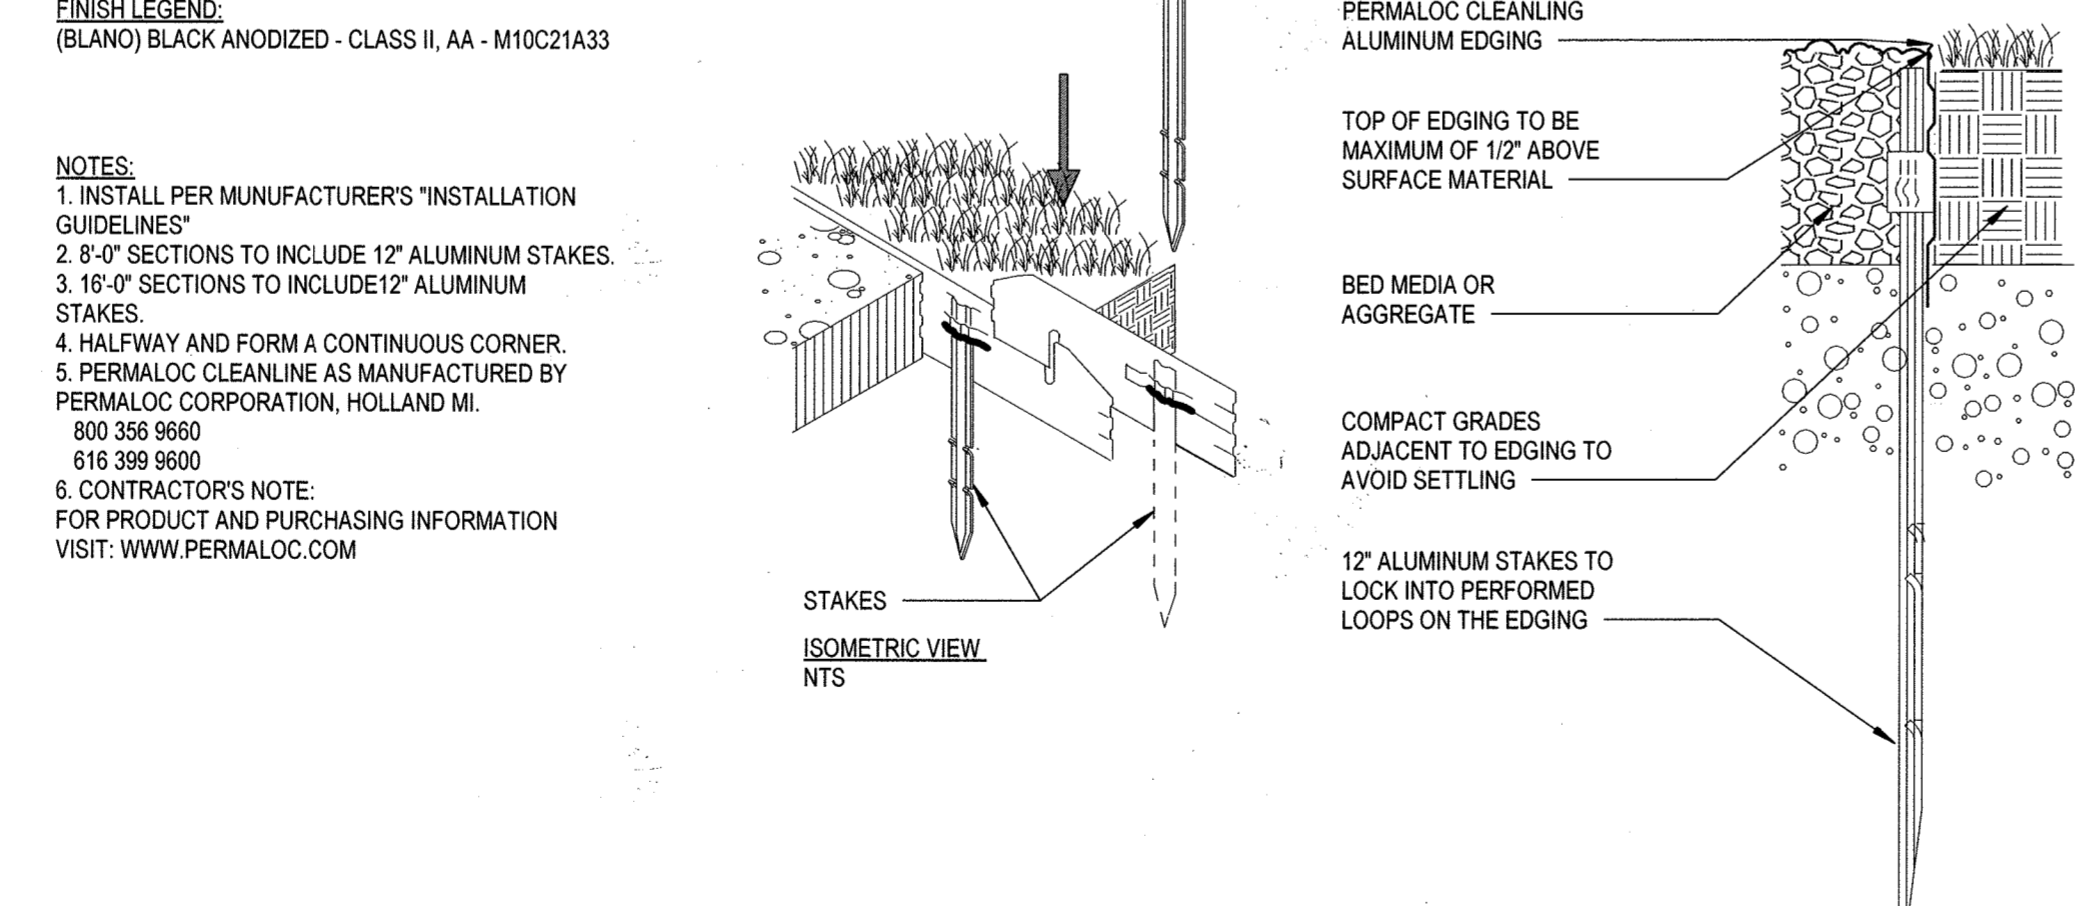 FINISH LEGEND:
(BLANO) BLACK ANODIZED - CLASS II, AA - M10C21A33
NOTES:
1. INSTALL PER MUNUFACTURER'S "INSTALLATION
GUIDELINES"
2. 8'-0" SECTIONS TO INCLUDE 12" ALUMINUM STAKES.
3. 16'-0" SECTIONS TO INCLUDE12" ALUMINUM
STAKES.
4. HALFWAY AND FORM A CONTINUOUS CORNER.
5. PERMALOC CLEANLINE AS MANUFACTURED BY
PERMALOC CORPORATION, HOLLAND MI.
800 356 9660
616 399 9600
6. CONTRACTOR'S NOTE:
FOR PRODUCT AND PURCHASING INFORMATION
VISIT: WWW.PERMALOC.COM
STAKES
ISOMETRIC VIEW
NTS
PERMALOC CLEANLING
ALUMINUM EDGING
TOP OF EDGING TO BE
MAXIMUM OF 1/2" ABOVE
SURFACE MATERIAL
BED MEDIA OR
AGGREGATE
COMPACT GRADES
ADJACENT TO EDGING TO
AVOID SETTLING
12" ALUMINUM STAKES TO
LOCK INTO PERFORMED
LOOPS ON THE EDGING